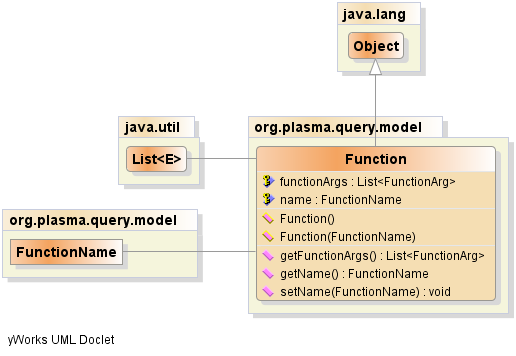 java.lang
Object
java.util
List<E>
org.plasma.query.model
FunctionName
org.plasma.query.model
Function
functionArgs : List<FunctionArg>
name : FunctionName
Function()
Function(FunctionName)
getFunctionArgs() : List<FunctionArg>
getName() : FunctionName
setName(FunctionName) : void
yWorks UML Doclet